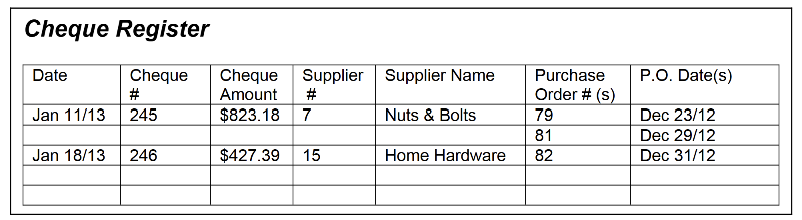 Cheque Register
Date Cheque Cheque Supplier Supplier Name Purchase P.O. Date(s)
# Amount # Order # (s)
Jan 11/13 245 $823.18 7 Nuts & Bolts 79 Dec 23/12
81 Dec 29/12
Jan 18/13 246 $427.39 15 Home Hardware 82 Dec 31/12